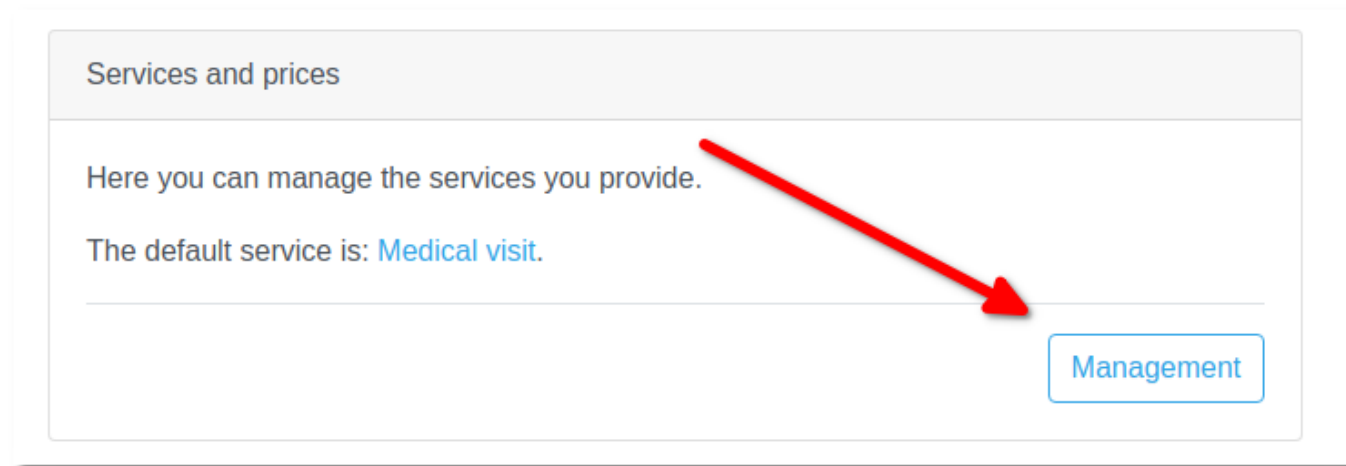 Services and prices
Here you can manage the services you provide.
The default service is: Medical visit.
Management